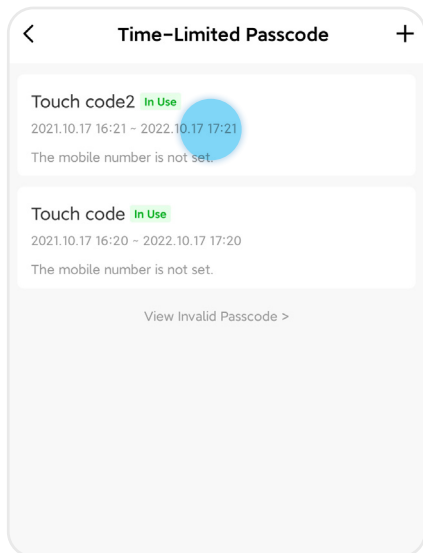 Time-Limited Passcode
Touch code2 In Use
2021.10.17 16:21 - 2022.10.17 17:21
The mobile number is not set.
Touch code In Use
2021.10.17 16:20 - 2022.10.17 17:20
The mobile number is not set.
View Invalid Passcode >